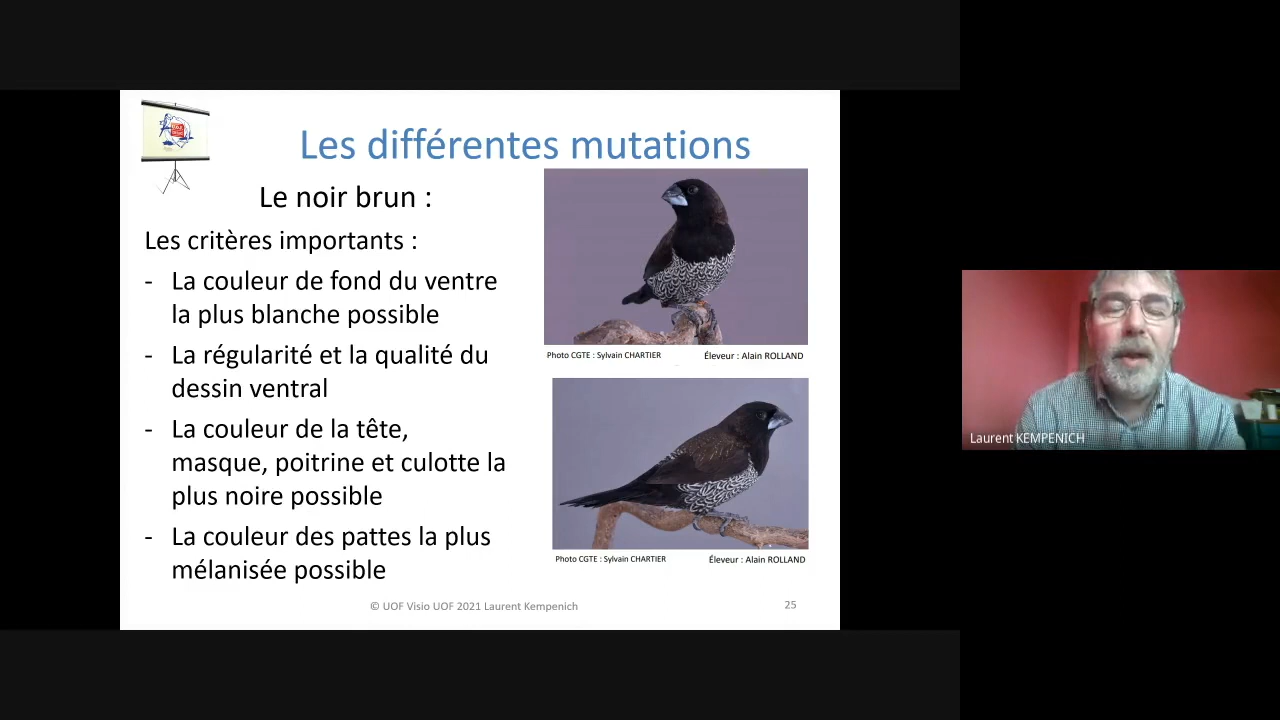 Les différentes mutations
Le noir brun :
Les critères importants :
- La couleur de fond du ventre
la plus blanche possible
- La régularité et la qualité du
dessin ventral
- La couleur de la tête,
masque, poitrine et culotte la
plus noire possible
- La couleur des pattes la plus
mélanisée possible
Photo CGTE : Sylvain CHARTIER
Éleveur : Alain ROLLAND
Photo CGTE : Sylvain CHARTIER
Éleveur : Alain ROLLAND
© UOF Visio UOF 2021 Laurent Kempenich
25
Laurent KEMPENICH